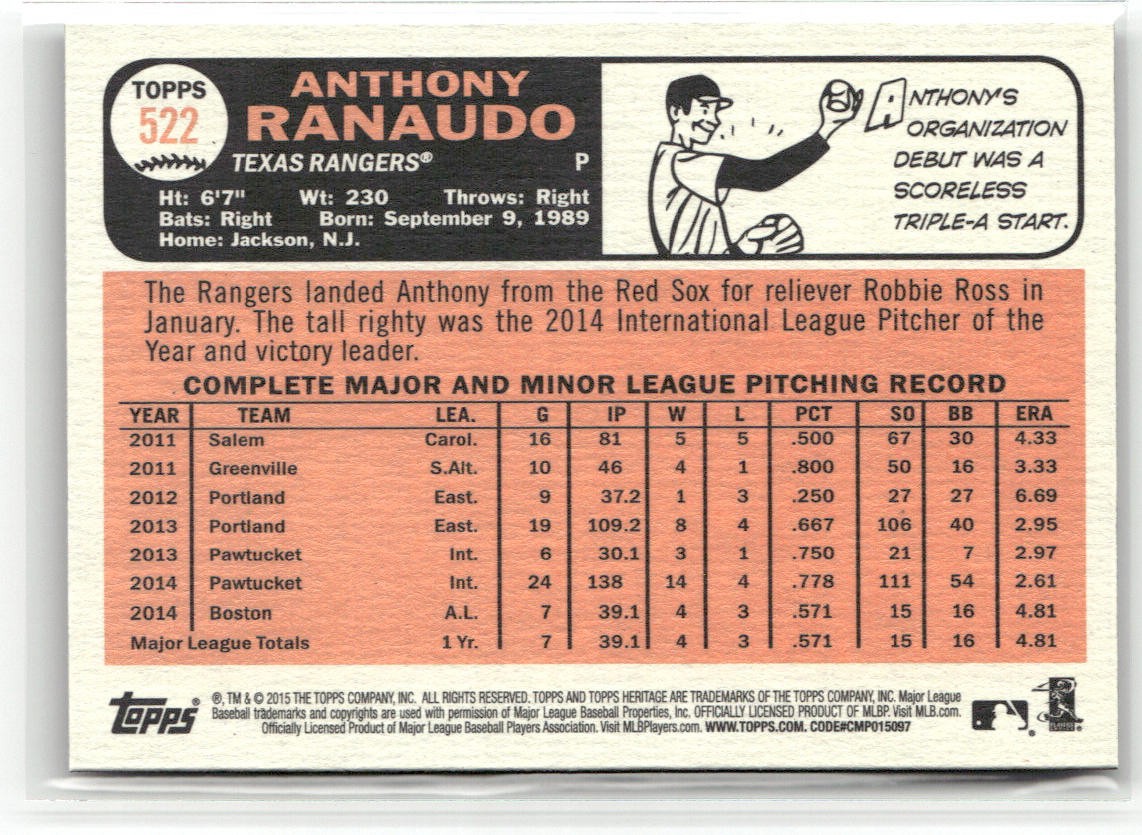 TOPPS
522
ANTHONY
RANAUDO
TEXAS RANGERS® P
Ht: 6'7" Wt: 230 Throws: Right
Bats: Right Born: September 9, 1989
Home: Jackson, N.J.
ANTHONY'S
ORGANIZATION
DEBUT WAS A
SCORELESS
TRIPLE-A START.
The Rangers landed Anthony from the Red Sox for reliever Robbie Ross in
January. The tall righty was the 2014 International League Pitcher of the
Year and victory leader.
COMPLETE MAJOR AND MINOR LEAGUE PITCHING RECORD
YEAR TEAM LEA. G IP W L PCT SO BB ERA
2011 Salem Carol. 16 81 5 5 .500 67 30 4.33
2011 Greenville S.Alt. 10 46 4 1 .800 50 16 3.33
2012 Portland East. 9 37.2 1 3 .250 27 27 6.69
2013 Portland East. 19 109.2 8 4 .667 106 40 2.95
2013 Pawtucket Int. 6 30.1 3 1 .750 21 7 2.97
2014 Pawtucket Int. 24 138 14 4 .778 111 54 2.61
2014 Boston A.L. 7 39.1 4 3 .571 15 16 4.81
Major League Totals 1 Yr. 7 39.1 4 3 .571 15 16 4.81
topps®
®, TM & © 2015 THE TOPPS COMPANY, INC. ALL RIGHTS RESERVED. TOPPS AND TOPPS HERITAGE ARE TRADEMARKS OF THE TOPPS COMPANY, INC. Major League
Baseball trademarks and copyrights are used with permission of Major League Baseball Properties, Inc. OFFICIALLY LICENSED PRODUCT OF MLBP. Visit MLB.com.
Officially Licensed Product of Major League Baseball Players Association. Visit MLBPlayers.com. WWW.TOPPS.COM. CODE#CMP015097